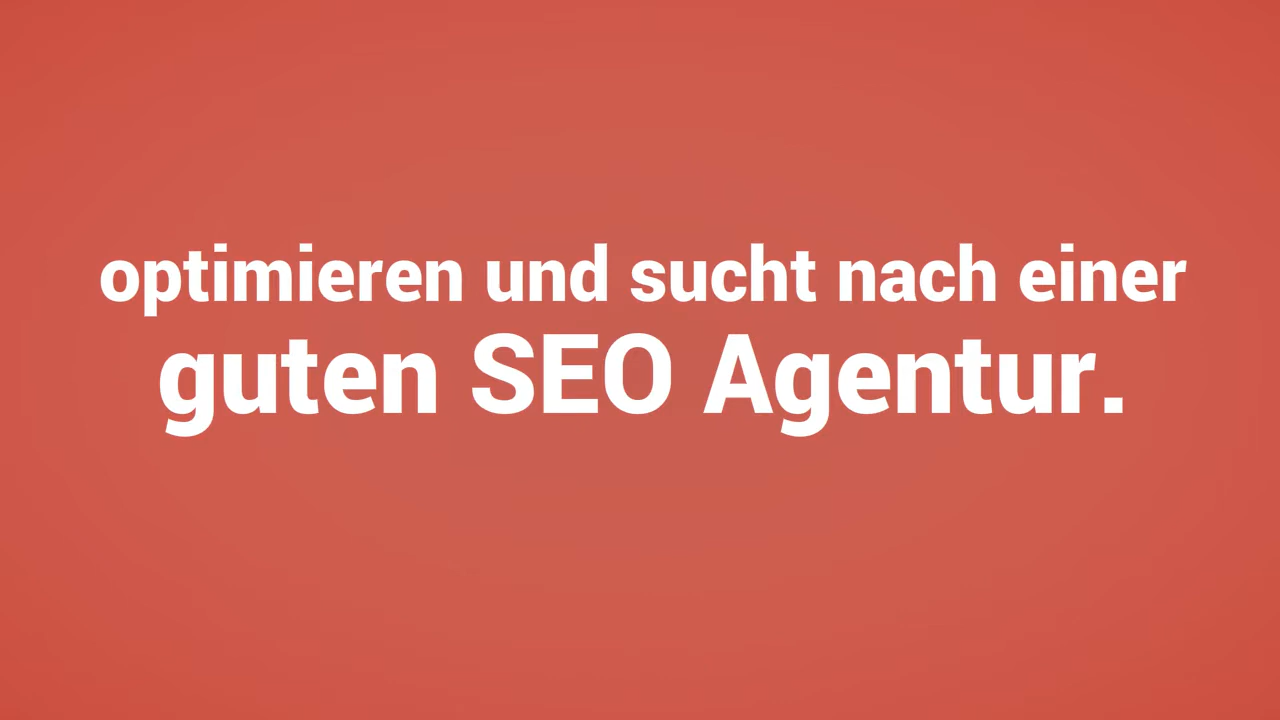 optimieren und sucht nach einer
guten SEO Agentur.